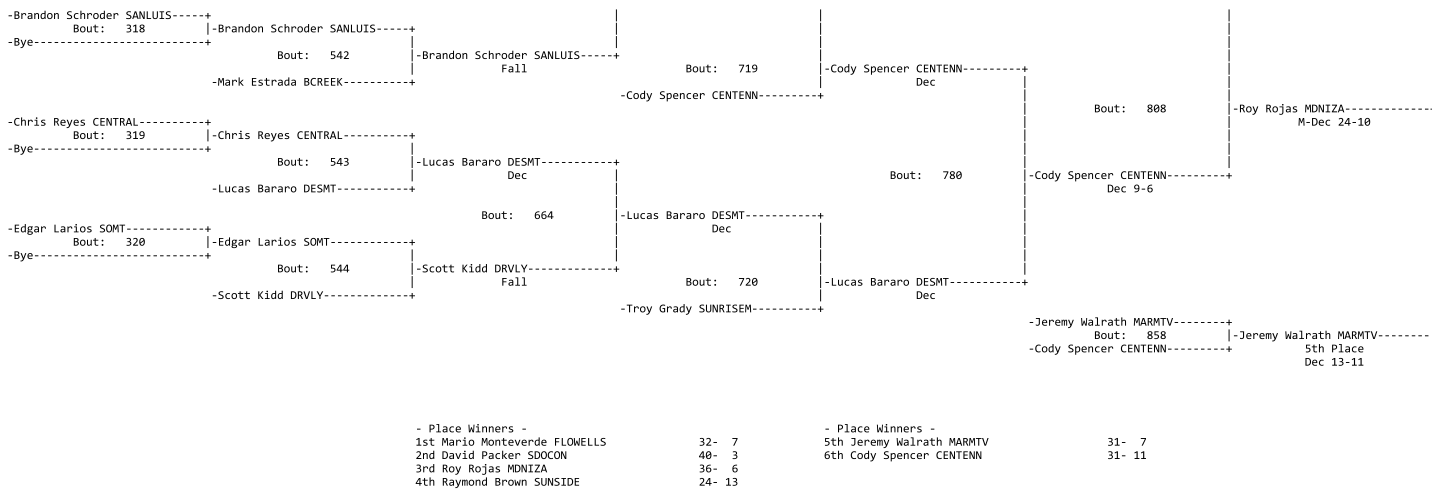 -Brandon Schroder SANLUIS-----+
Bout: 318 |-Brandon Schroder SANLUIS-----+
-Bye--------------------------+
Bout: 542 |-Brandon Schroder SANLUIS-----+
Fall
Bout: 719 |-Cody Spencer CENTENN---------+
-Mark Estrada BCREEK----------+
Dec
-Cody Spencer CENTENN---------+
Bout: 808 |-Roy Rojas MDNIZA-------------
-Chris Reyes CENTRAL----------+
M-Dec 24-10
Bout: 319 |-Chris Reyes CENTRAL----------+
-Bye--------------------------+
Bout: 543 |-Lucas Bararo DESMT-----------+
Dec
Bout: 780 |-Cody Spencer CENTENN---------+
-Lucas Bararo DESMT-----------+
Dec 9-6
Bout: 664 |-Lucas Bararo DESMT-----------+
-Edgar Larios SOMT------------+
Dec
Bout: 320 |-Edgar Larios SOMT------------+
-Bye--------------------------+
Bout: 544 |-Scott Kidd DRVLY-------------+
Fall
Bout: 720 |-Lucas Bararo DESMT-----------+
-Scott Kidd DRVLY-------------+
Dec
-Troy Grady SUNRISEM----------+
-Jeremy Walrath MARMTV--------+
Bout: 858 |-Jeremy Walrath MARMTV--------
-Cody Spencer CENTENN---------+
5th Place
Dec 13-11
- Place Winners - - Place Winners -
1st Mario Monteverde FLOWELLS 32- 7 5th Jeremy Walrath MARMTV 31- 7
2nd David Packer SDOCON 40- 3 6th Cody Spencer CENTENN 31- 11
3rd Roy Rojas MDNIZA 36- 6
4th Raymond Brown SUNSIDE 24- 13